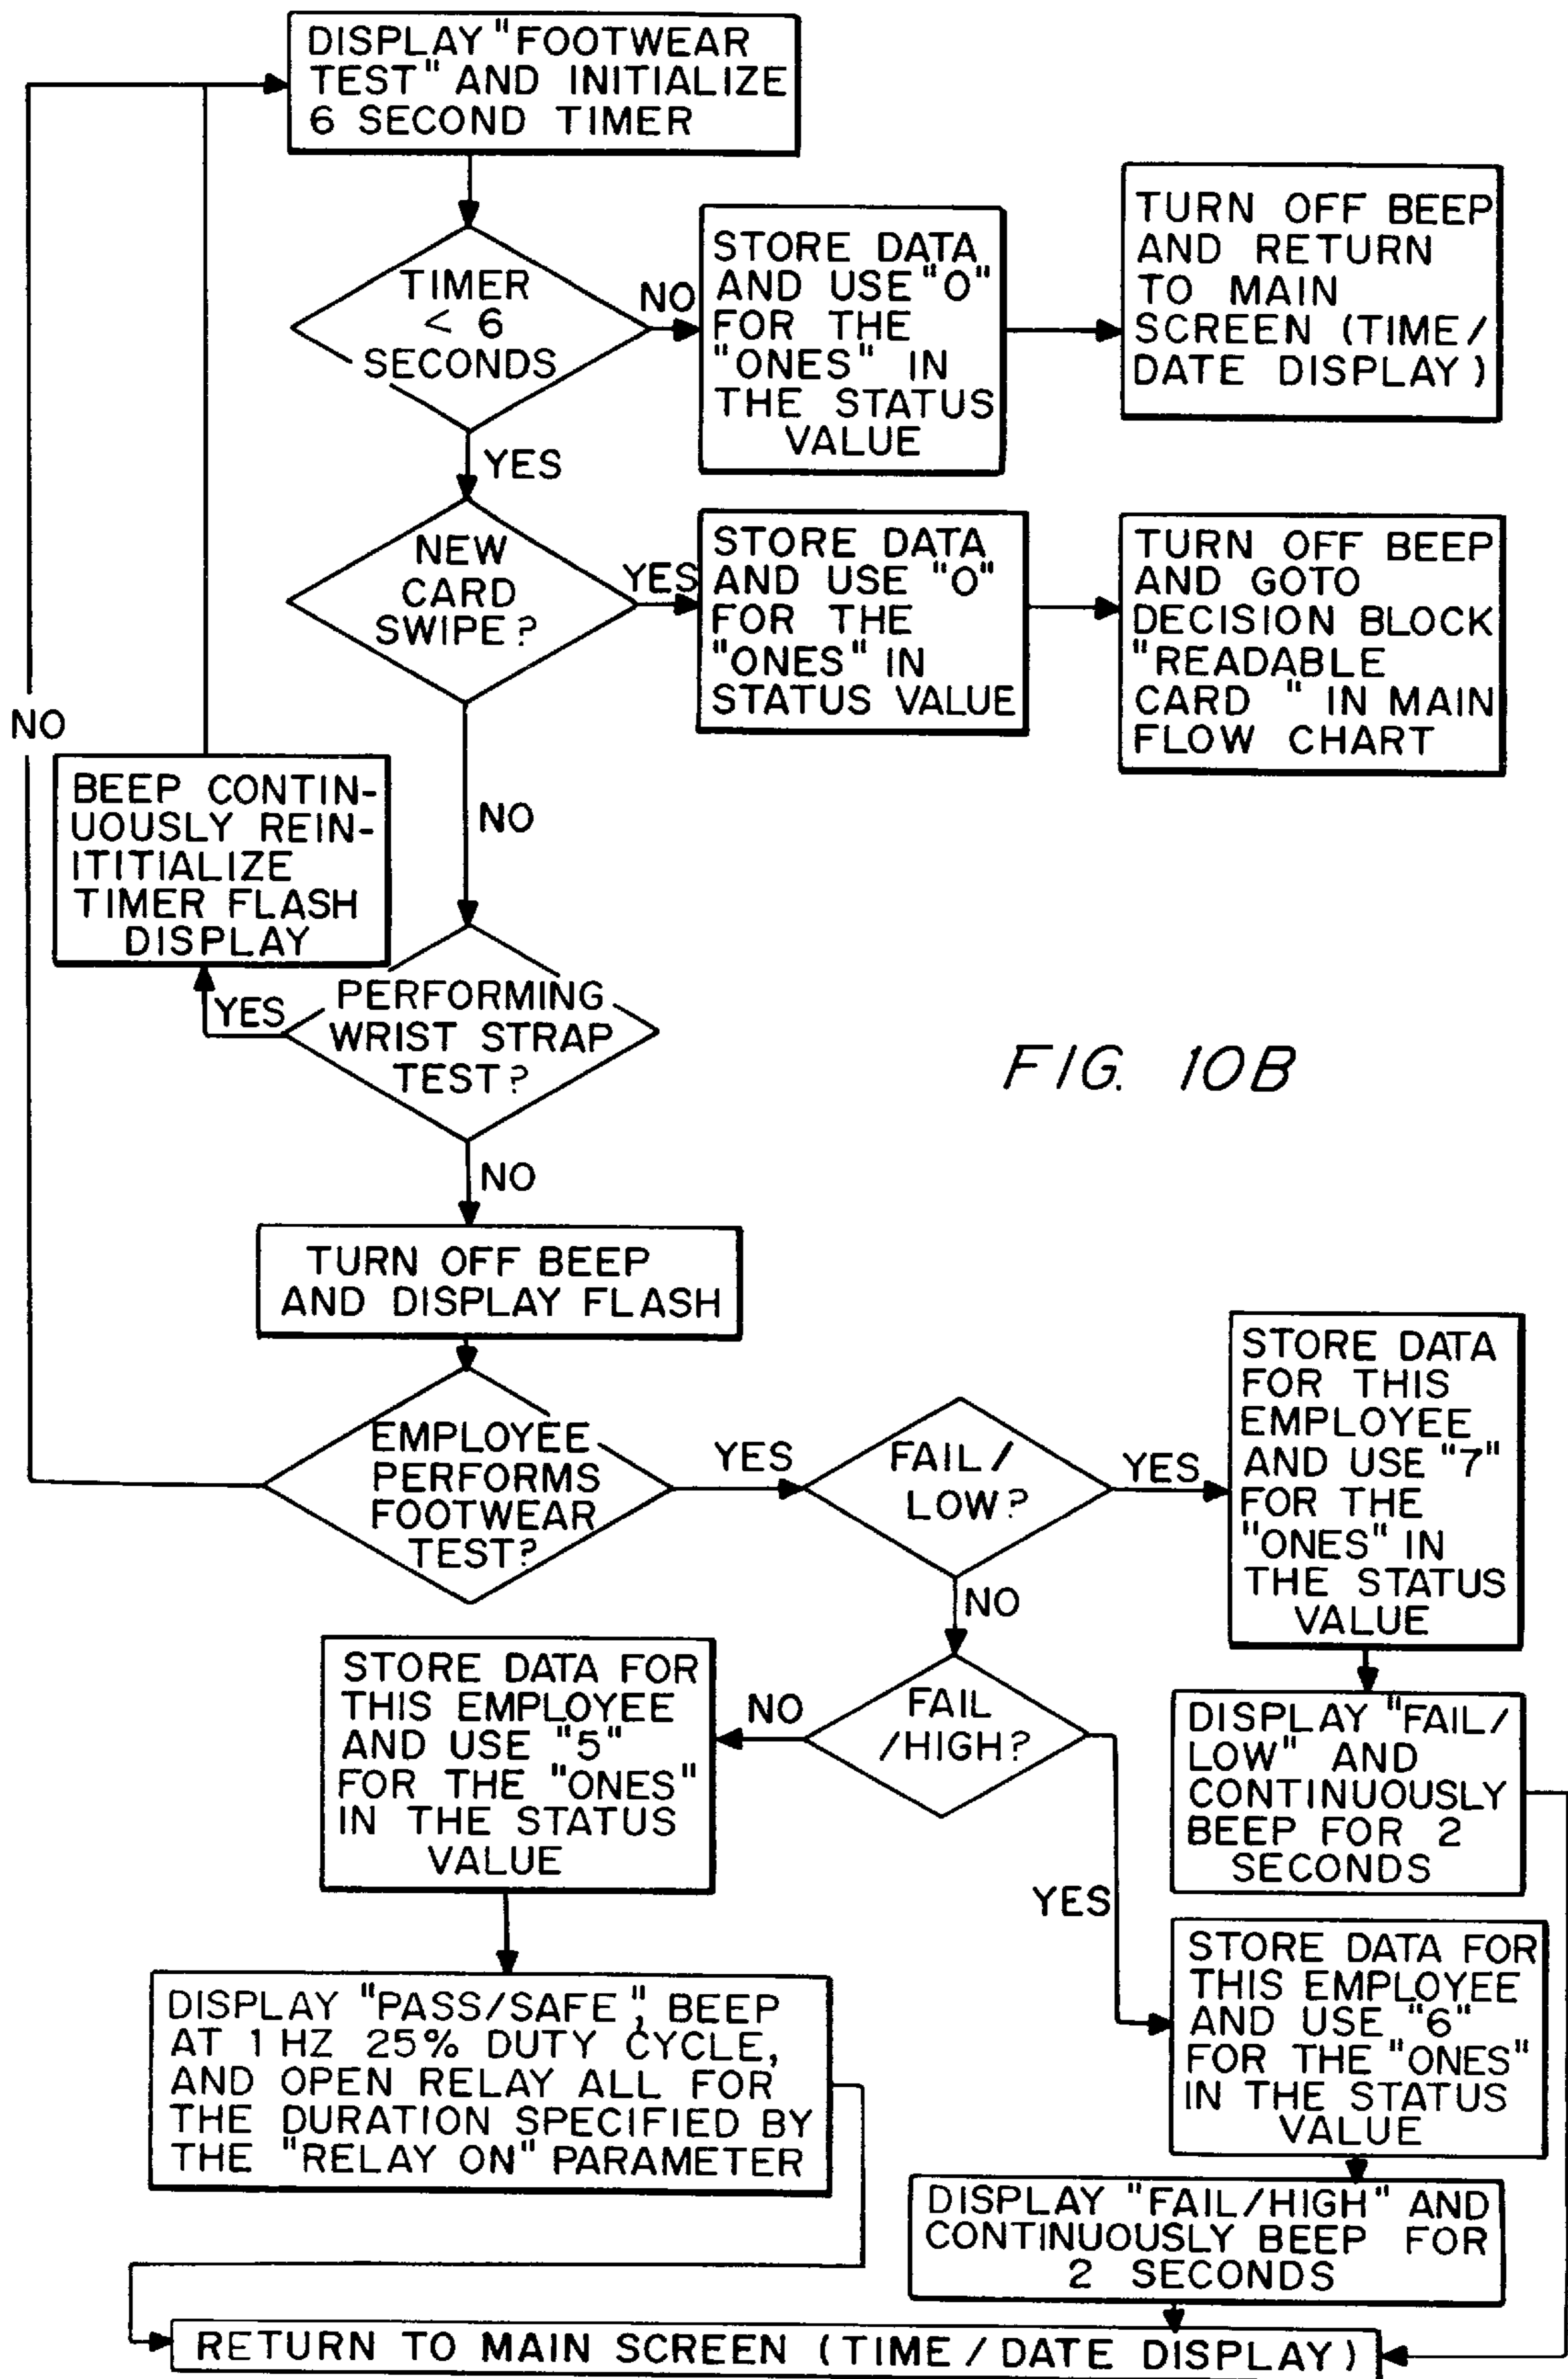 DISPLAY "FOOTWEAR
TEST" AND INITIALIZE
6 SECOND TIMER
TIMER
< 6
SECONDS
NO
STORE DATA
AND USE "0"
FOR THE
"ONES" IN
THE STATUS
VALUE
TURN OFF BEEP
AND RETURN
TO MAIN
SCREEN (TIME/
DATE DISPLAY)
YES
NEW
CARD
SWIPE?
YES
STORE DATA
AND USE "0"
FOR THE
"ONES" IN
STATUS VALUE
TURN OFF BEEP
AND GOTO
DECISION BLOCK
"READABLE
CARD " IN MAIN
FLOW CHART
NO
NO
BEEP CONTIN-
UOUSLY REIN-
ITITIALIZE
TIMER FLASH
DISPLAY
YES
PERFORMING
WRIST STRAP
TEST?
FIG. 10B
NO
TURN OFF BEEP
AND DISPLAY FLASH
EMPLOYEE
PERFORMS
FOOTWEAR
TEST?
YES
FAIL/
LOW?
YES
STORE DATA
FOR THIS
EMPLOYEE
AND USE "7"
FOR THE
"ONES" IN
THE STATUS
VALUE
NO
FAIL
/HIGH?
NO
STORE DATA FOR
THIS EMPLOYEE
AND USE "5"
FOR THE "ONES"
IN THE STATUS
VALUE
DISPLAY "FAIL/
LOW" AND
CONTINUOUSLY
BEEP FOR 2
SECONDS
YES
STORE DATA FOR
THIS EMPLOYEE
AND USE "6"
FOR THE "ONES"
IN THE STATUS
VALUE
DISPLAY "PASS/SAFE", BEEP
AT 1 HZ 25% DUTY CYCLE,
AND OPEN RELAY ALL FOR
THE DURATION SPECIFIED BY
THE "RELAY ON" PARAMETER
DISPLAY "FAIL/HIGH" AND
CONTINUOUSLY BEEP FOR
2 SECONDS
RETURN TO MAIN SCREEN (TIME/DATE DISPLAY)